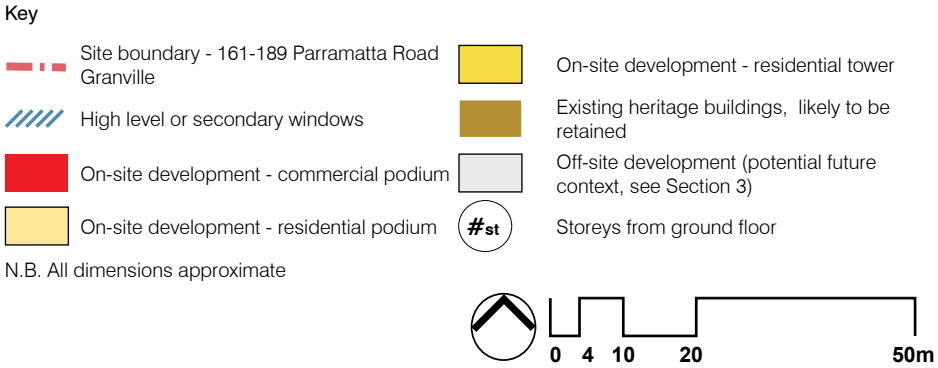 Key
Site boundary - 161-189 Parramatta Road
Granville
High level or secondary windows
On-site development - commercial podium
On-site development - residential podium
On-site development - residential tower
Existing heritage buildings, likely to be
retained
Off-site development (potential future
context, see Section 3)
#st
Storeys from ground floor
N.B. All dimensions approximate
0 4 10 20 50m